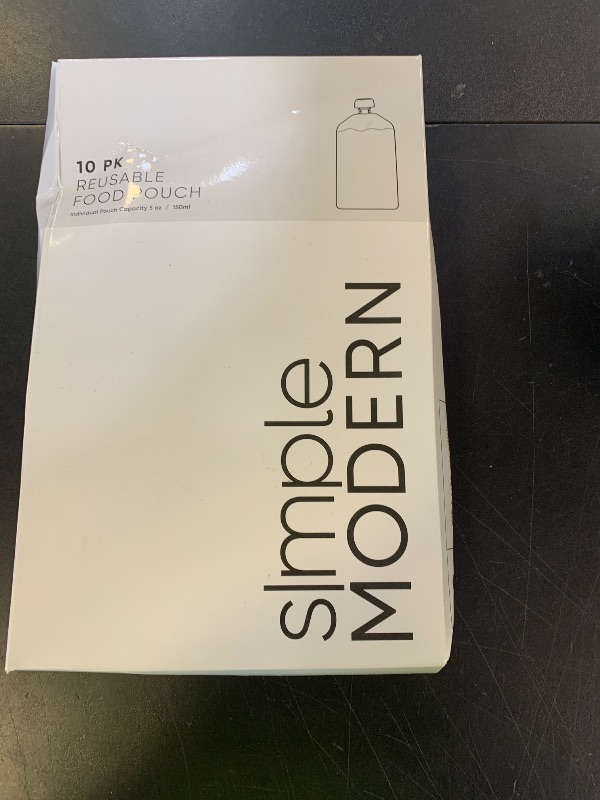 10 PK
REUSABLE
FOOD POUCH
Individual Pouch Capacity 5 oz / 150ml
sImple
MODERN